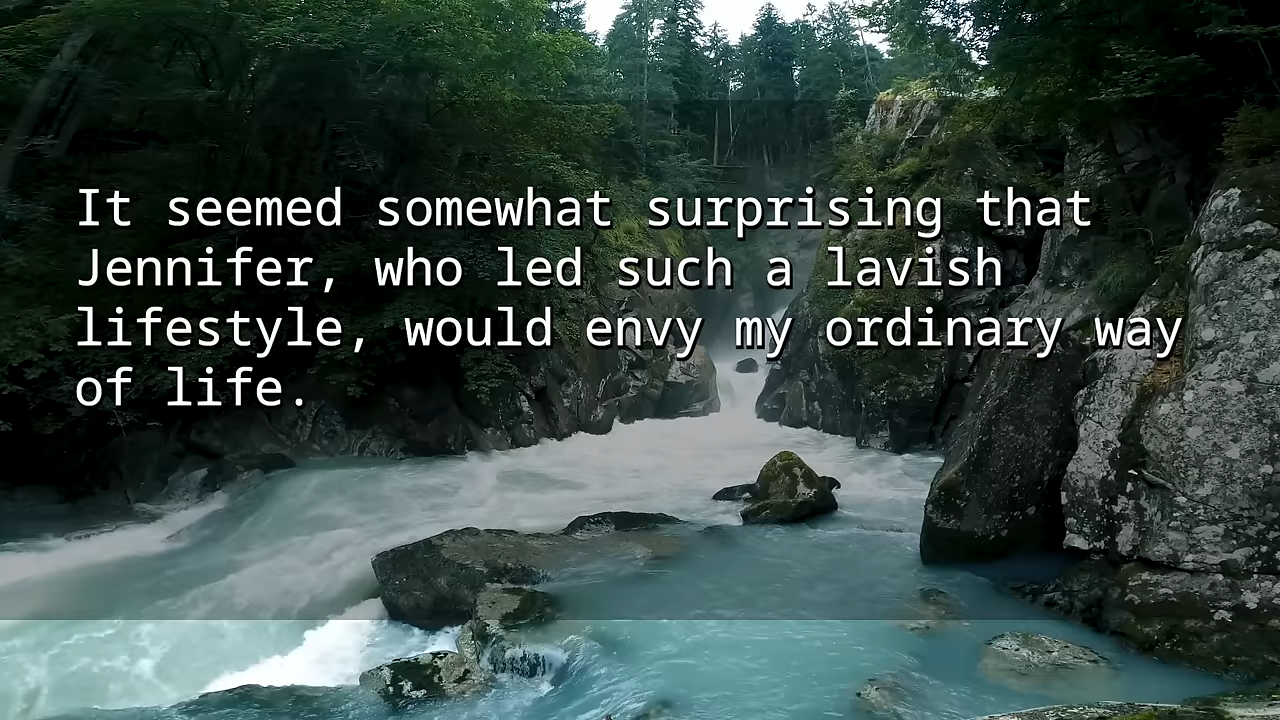 It seemed somewhat surprising that
Jennifer, who led such a lavish
lifestyle, would envy my ordinary way
of life.